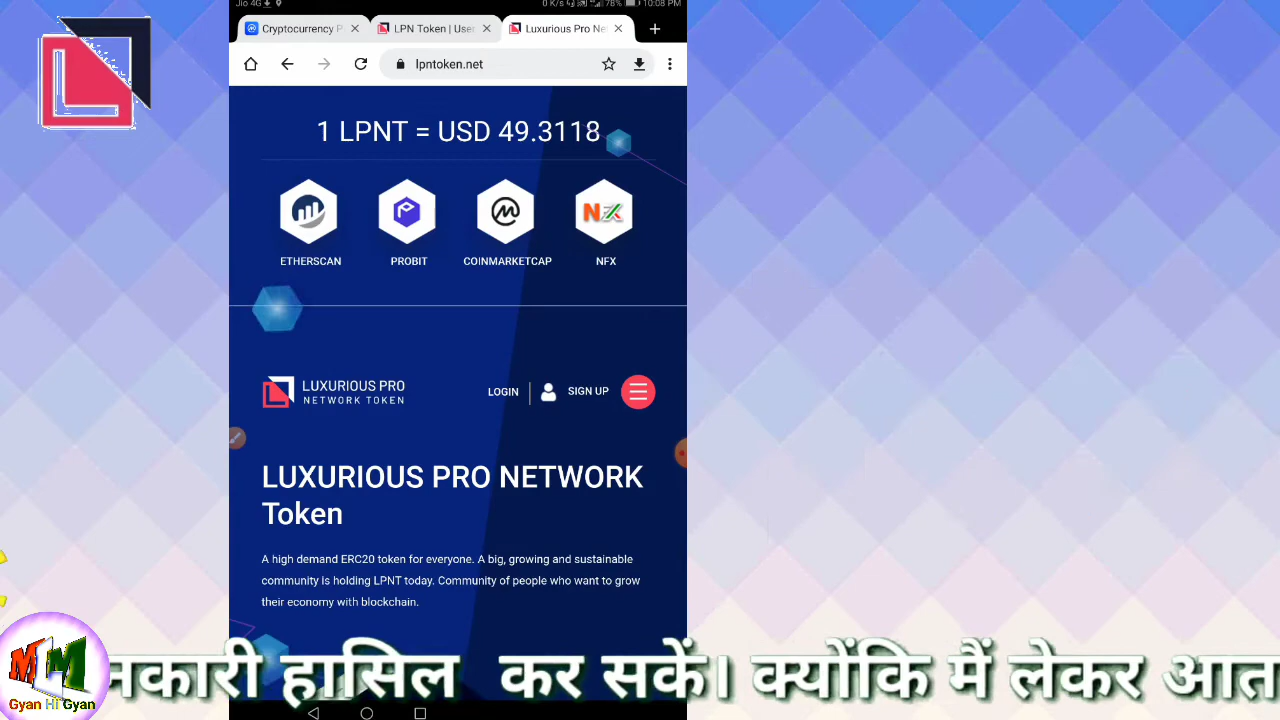 Jio 4G 0 K/s 78% 10:08 PM
Cryptocurrency P
LPN Token | User
Luxurious Pro Ne
lpntoken.net
1 LPNT = USD 49.3118
ETHERSCAN PROBIT COINMARKETCAP NFX
LUXURIOUS PRO
NETWORK TOKEN
LOGIN SIGN UP
LUXURIOUS PRO NETWORK
Token
A high demand ERC20 token for everyone. A big, growing and sustainable
community is holding LPNT today. Community of people who want to grow
their economy with blockchain.
नकारी हासिल कर सकें। क्योंकि मैं लेकर आत
MM
Gyan Hi Gyan